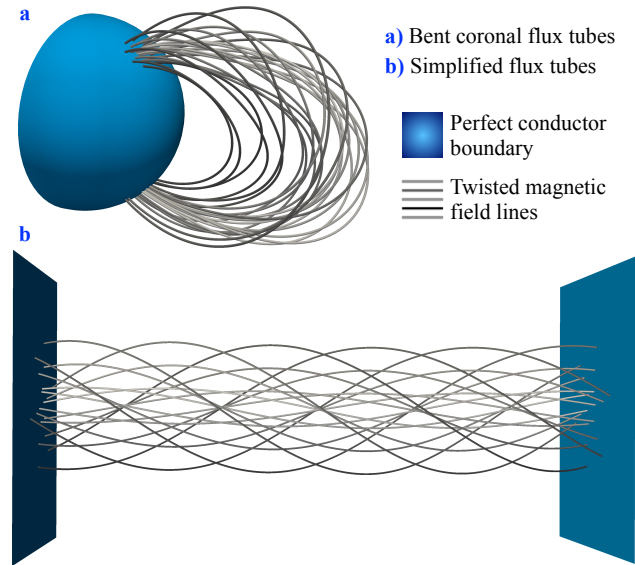 a
a) Bent coronal flux tubes
b) Simplified flux tubes
Perfect conductor
boundary
Twisted magnetic
field lines
b